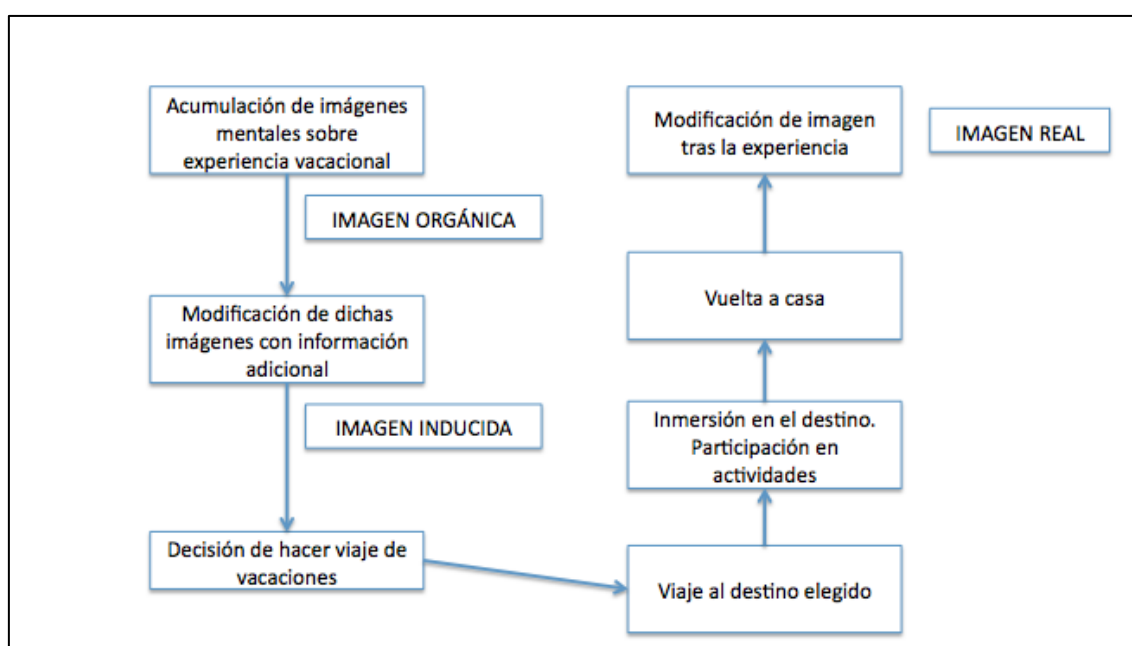 Acumulación de imágenes
mentales sobre
experiencia vacacional
IMAGEN ORGÁNICA
Modificación de dichas
imágenes con información
adicional
IMAGEN INDUCIDA
Decisión de hacer viaje de
vacaciones
Viaje al destino elegido
Inmersión en el destino.
Participación en
actividades
Vuelta a casa
Modificación de imagen
tras la experiencia
IMAGEN REAL